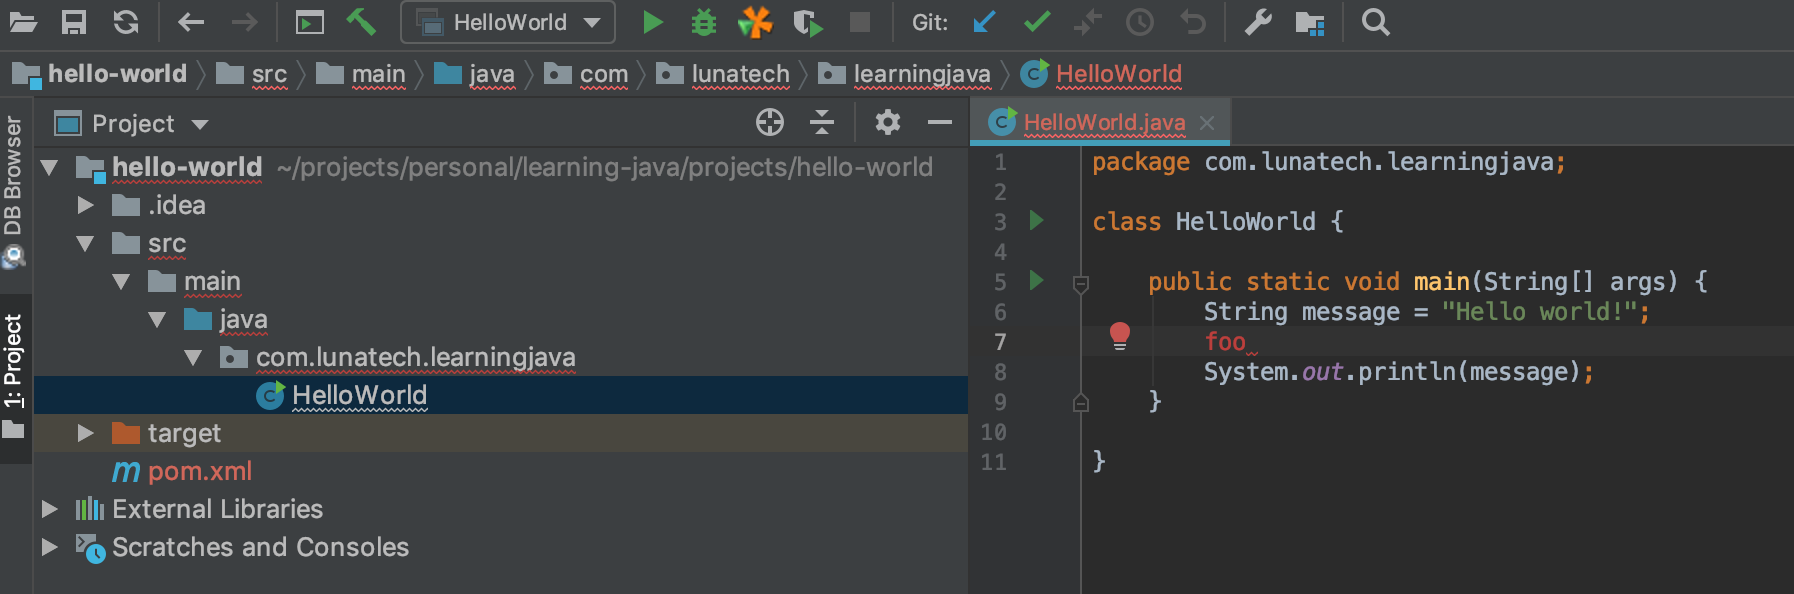 HelloWorld Git:
hello-world src main java com lunatech learningjava HelloWorld
DB Browser
1: Project
Project
hello-world ~/projects/personal/learning-java/projects/hello-world
.idea
src
main
java
com.lunatech.learningjava
HelloWorld
target
pom.xml
External Libraries
Scratches and Consoles
HelloWorld.java
1 package com.lunatech.learningjava;
2
3 class HelloWorld {
4
5 public static void main(String[] args) {
6 String message = "Hello world!";
7 foo
8 System.out.println(message);
9 }
10
11 }